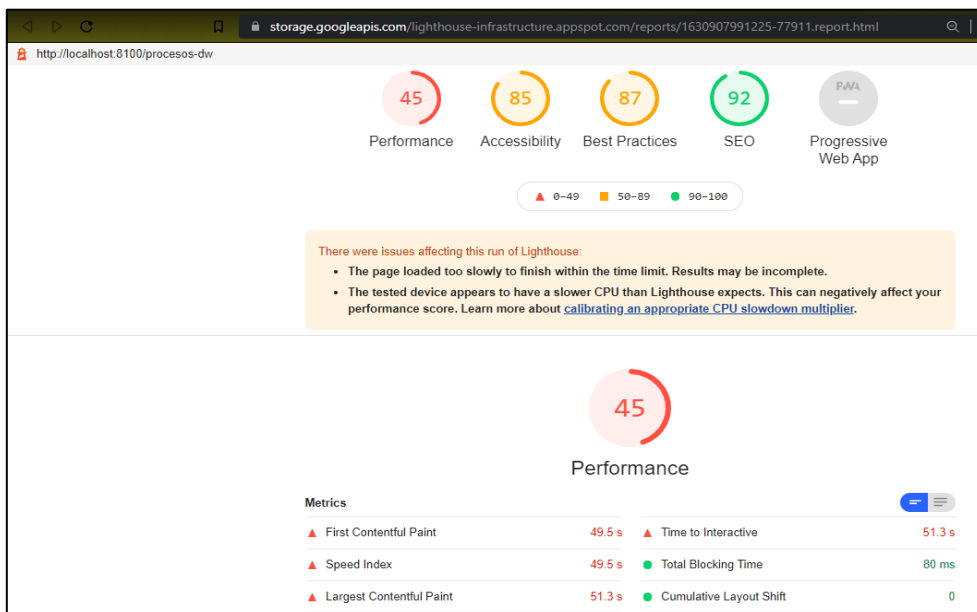 storage.googleapis.com/lighthouse-infrastructure.appspot.com/reports/1630907991225-77911.report.html
http://localhost:8100/procesos-dw
45 85 87 92 PWA
Performance Accessibility Best Practices SEO Progressive
Web App
0–49 50–89 90–100
There were issues affecting this run of Lighthouse:
• The page loaded too slowly to finish within the time limit. Results may be incomplete.
• The tested device appears to have a slower CPU than Lighthouse expects. This can negatively affect your
performance score. Learn more about calibrating an appropriate CPU slowdown multiplier.
45
Performance
Metrics
First Contentful Paint 49.5 s Time to Interactive 51.3 s
Speed Index 49.5 s Total Blocking Time 80 ms
Largest Contentful Paint 51.3 s Cumulative Layout Shift 0